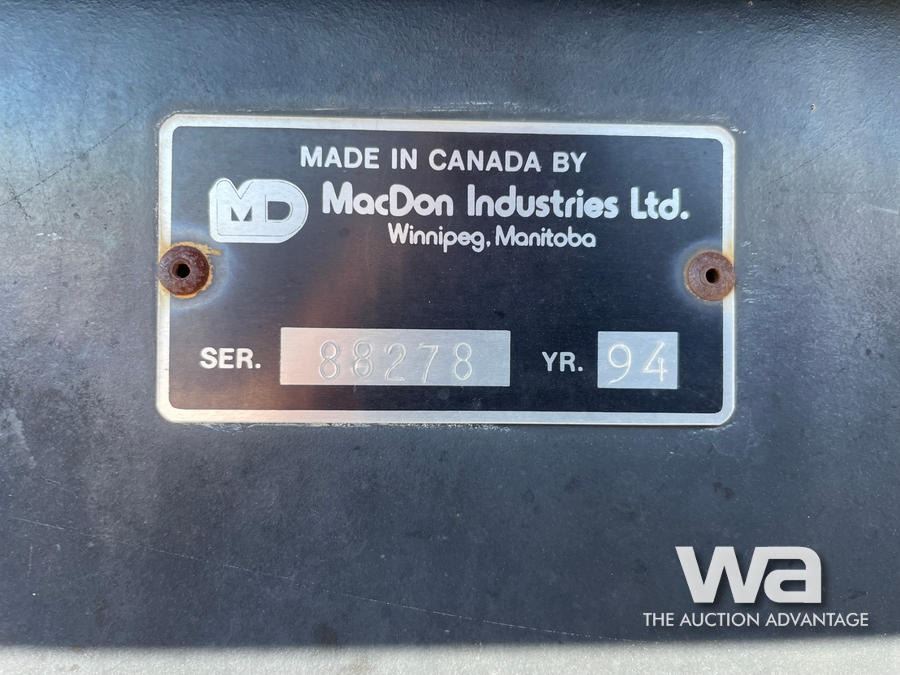 MADE IN CANADA BY
MD
MacDon Industries Ltd.
Winnipeg, Manitoba
SER. 88278 YR. 94
wa
THE AUCTION ADVANTAGE